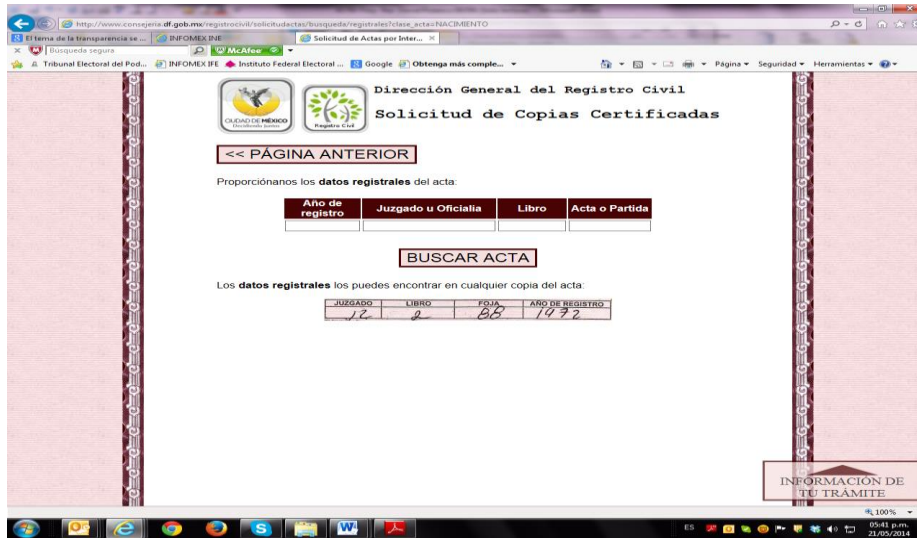 http://www.consejeria.df.gob.mx/registrocivil/solicitudactas/busqueda/registrales?clase_acta=NACIMIENTO
El tema de la transparencia se ...
INFOMEX INE
Solicitud de Actas por Inter...
Búsqueda segura
McAfee
Tribunal Electoral del Pod...
INFOMEX IFE
Instituto Federal Electoral ...
Google
Obtenga más comple...
Página
Seguridad
Herramientas
CIUDAD DE MÉXICO
Decidiendo Juntos
Registro Civil
Dirección General del Registro Civil
Solicitud de Copias Certificadas
<< PÁGINA ANTERIOR
Proporciónanos los datos registrales del acta:
Año de registro
Juzgado u Oficialia
Libro
Acta o Partida
BUSCAR ACTA
Los datos registrales los puedes encontrar en cualquier copia del acta:
JUZGADO LIBRO FOJA AÑO DE REGISTRO
12 2 88 1972
INFORMACIÓN DE
TU TRÁMITE
100%
ES
05:41 p.m.
21/05/2014